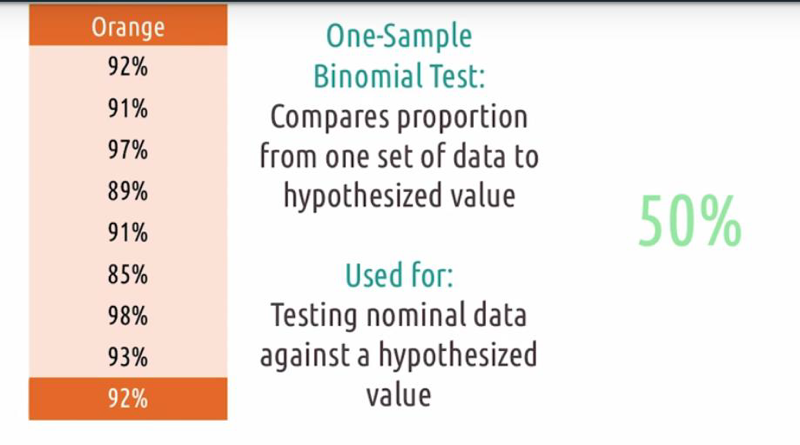 Orange
92%
91%
97%
89%
91%
85%
98%
93%
92%
One-Sample
Binomial Test:
Compares proportion
from one set of data to
hypothesized value
Used for:
Testing nominal data
against a hypothesized
value
50%